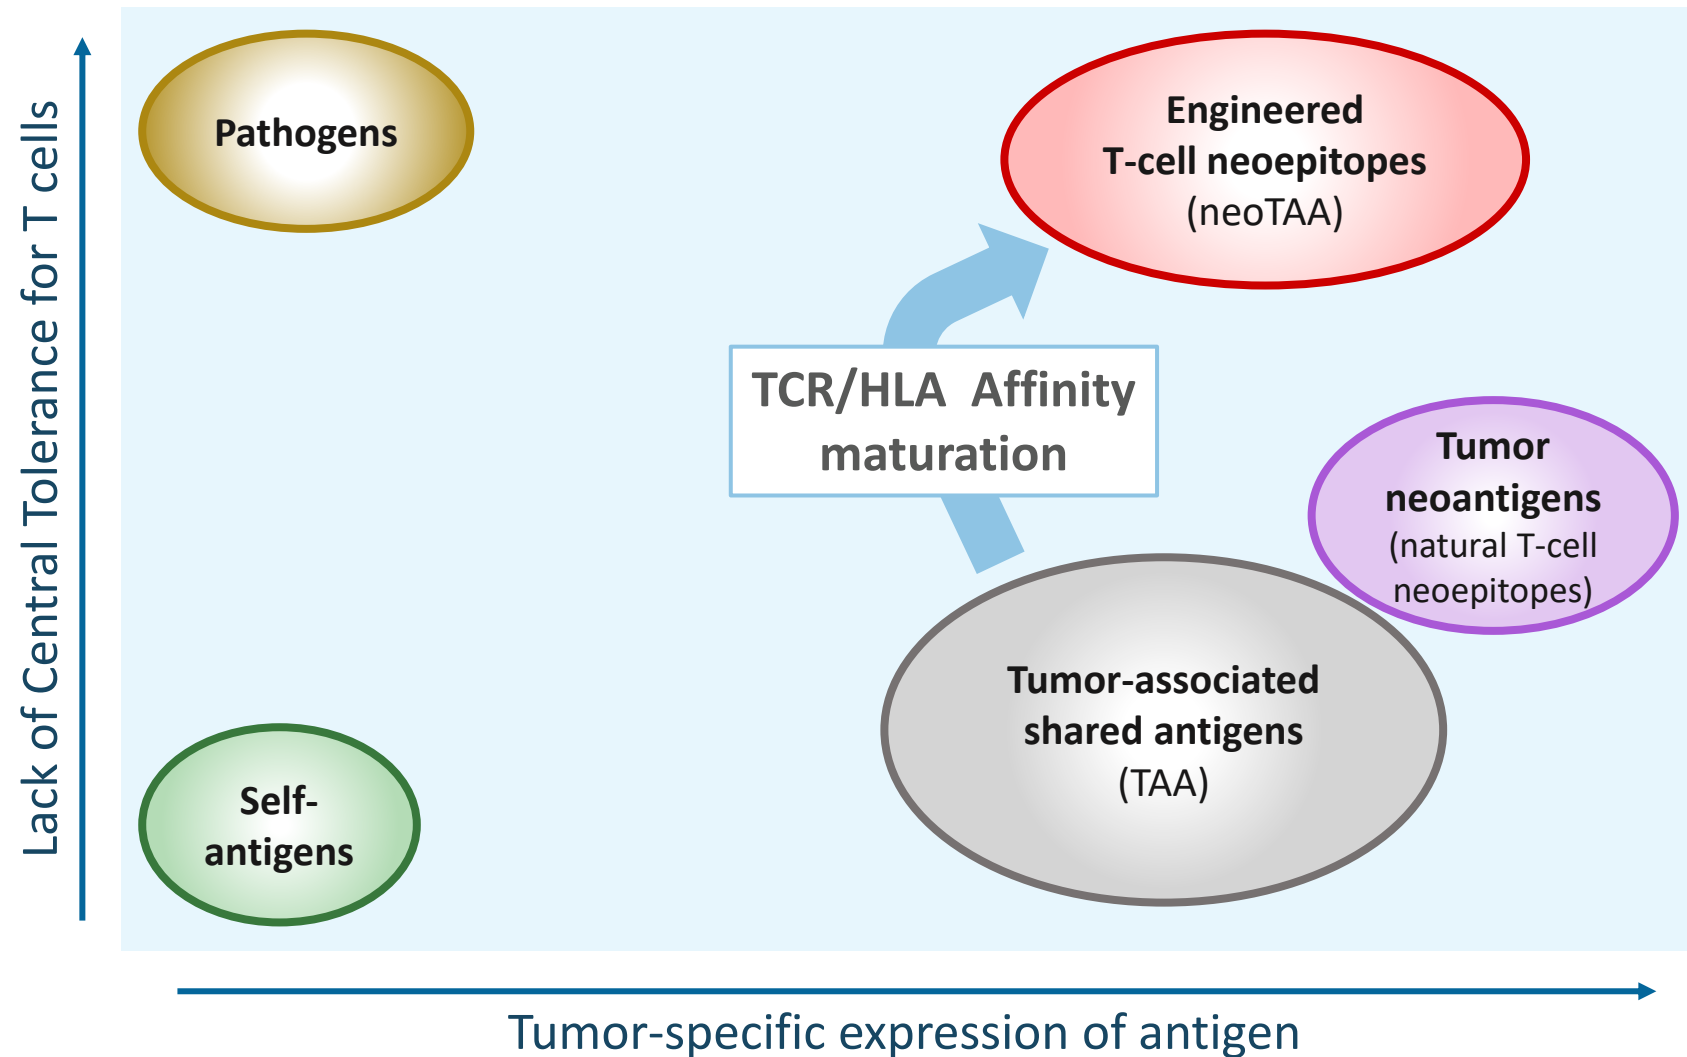 Lack of Central Tolerance for T cells
Pathogens
Engineered
T-cell neoepitopes
(neoTAA)
TCR/HLA  Affinity
maturation
Tumor
neoantigens
(natural T-cell
neoepitopes)
Tumor-associated
shared antigens
(TAA)
Self-
antigens
Tumor-specific expression of antigen